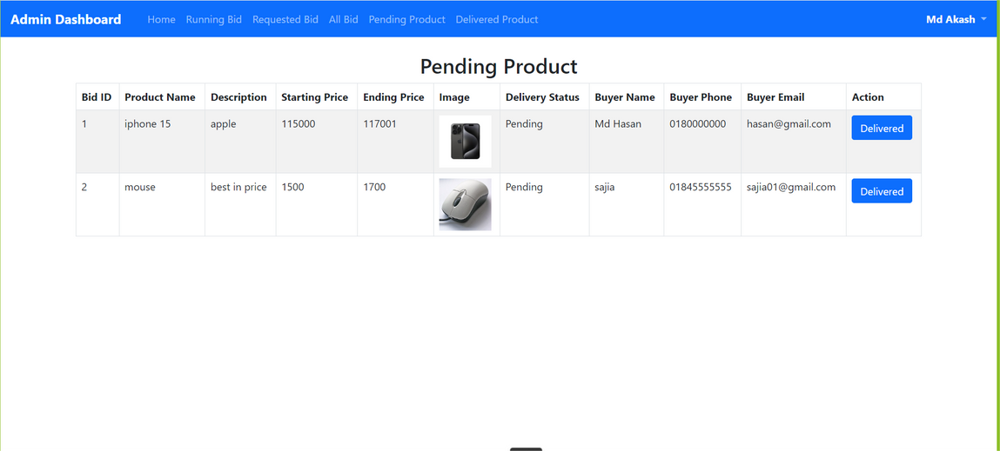 Admin Dashboard Home Running Bid Requested Bid All Bid Pending Product Delivered Product Md Akash
Pending Product
Bid ID Product Name Description Starting Price Ending Price Image Delivery Status Buyer Name Buyer Phone Buyer Email Action
1 iphone 15 apple 115000 117001 Pending Md Hasan 0180000000 hasan@gmail.com Delivered
2 mouse best in price 1500 1700 Pending sajia 01845555555 sajia01@gmail.com Delivered